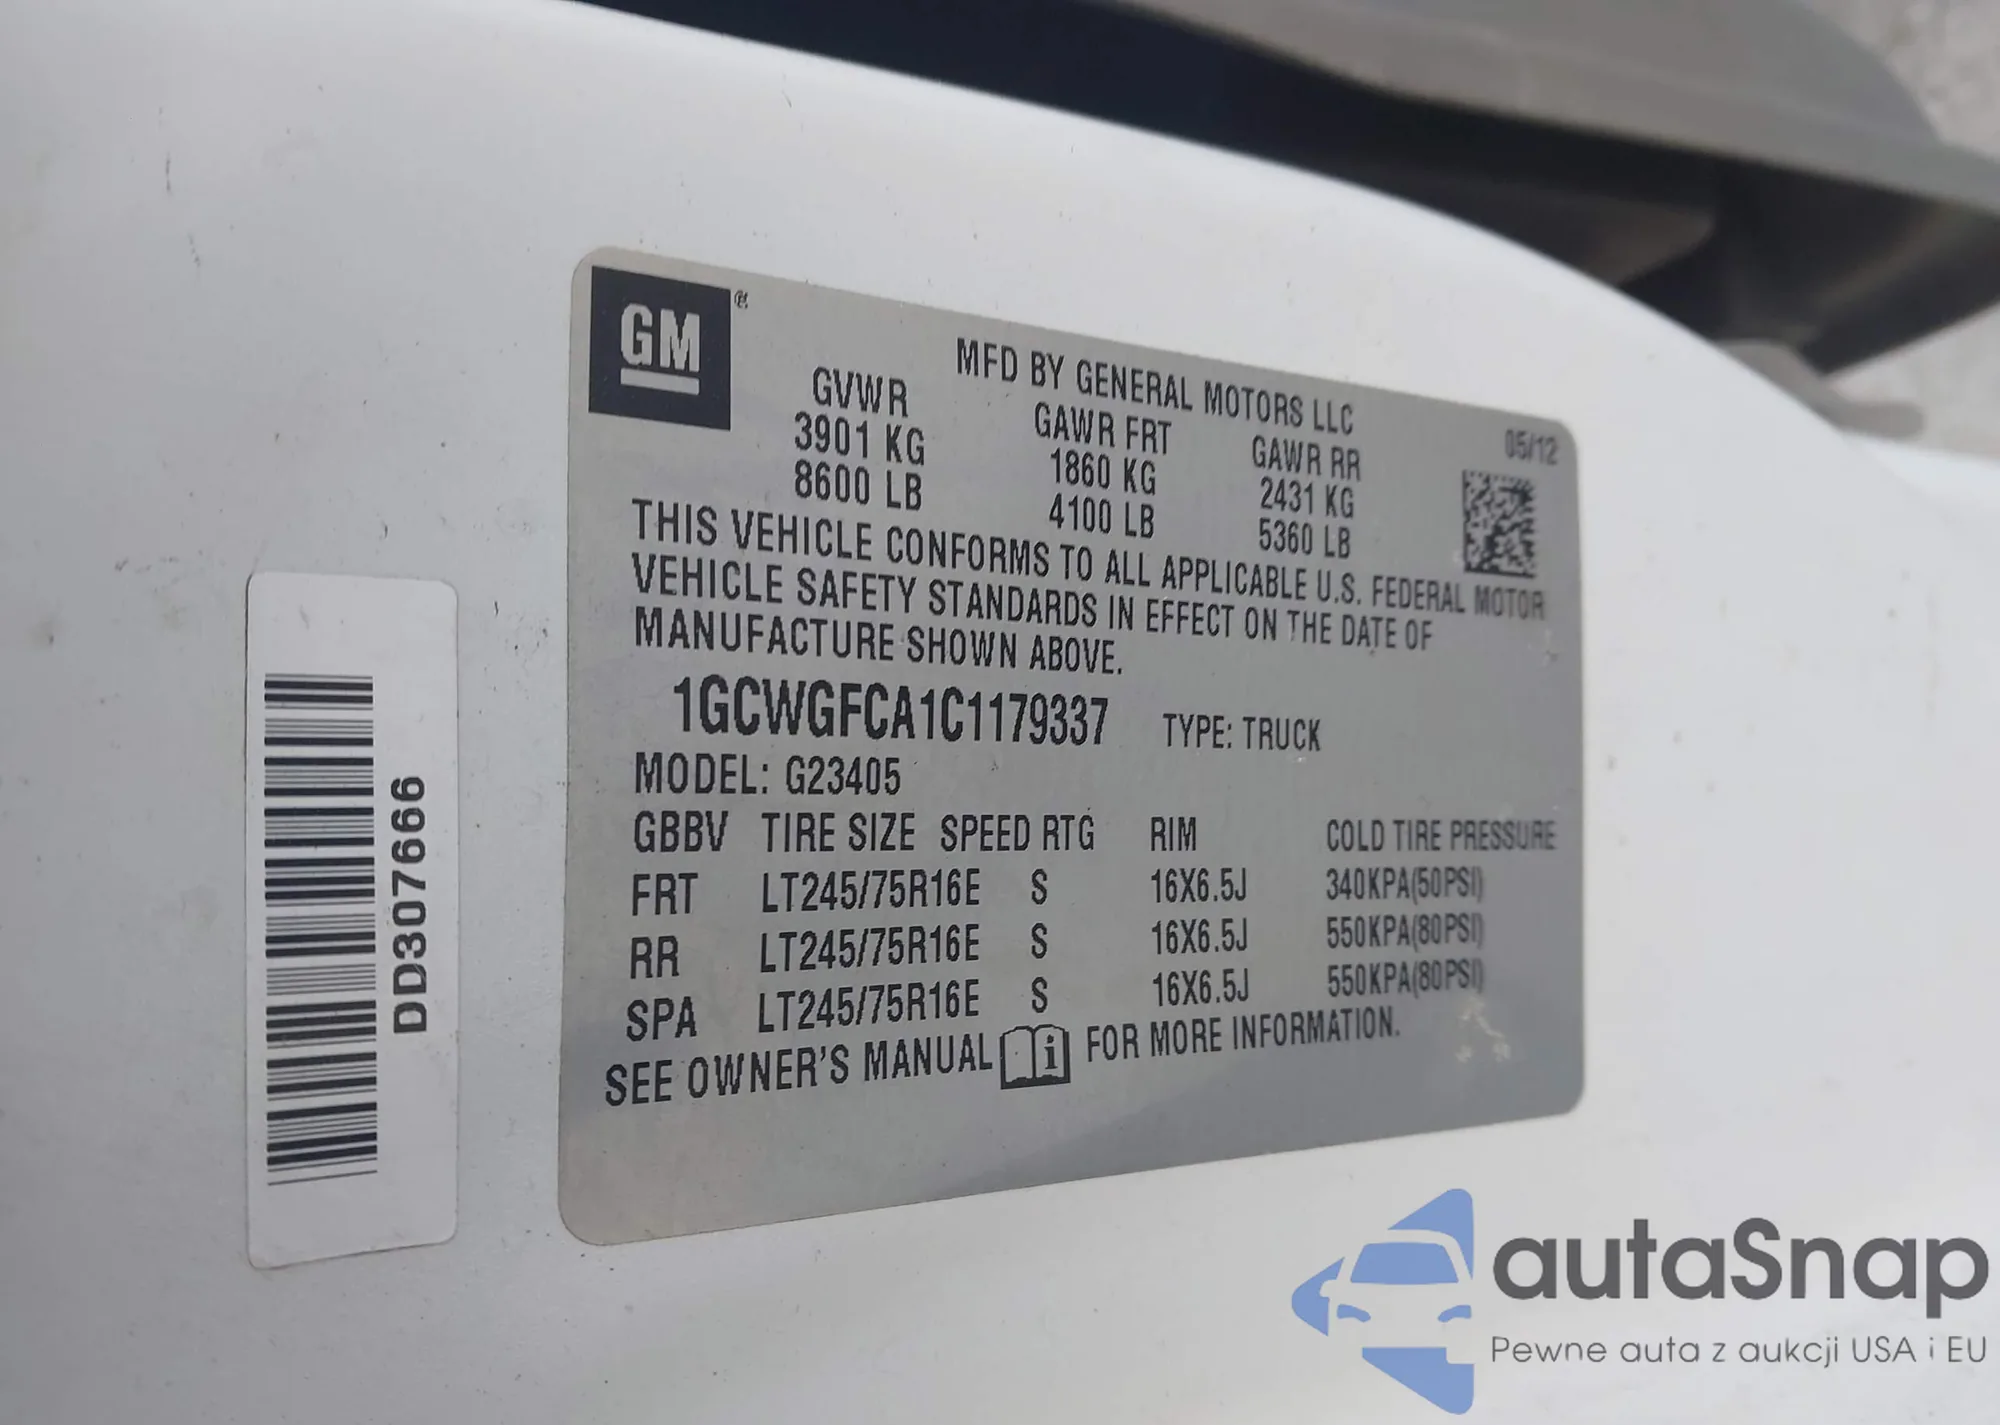 GM ®
MFD BY GENERAL MOTORS LLC
05/12
GVWR GAWR FRT GAWR RR
3901 KG 1860 KG 2431 KG
8600 LB 4100 LB 5360 LB
THIS VEHICLE CONFORMS TO ALL APPLICABLE U.S. FEDERAL MOTOR
VEHICLE SAFETY STANDARDS IN EFFECT ON THE DATE OF
MANUFACTURE SHOWN ABOVE.
1GCWGFCA1C1179337 TYPE: TRUCK
MODEL: G23405
GBBV TIRE SIZE SPEED RTG RIM COLD TIRE PRESSURE
FRT LT245/75R16E S 16X6.5J 340KPA(50PSI)
RR LT245/75R16E S 16X6.5J 550KPA(80PSI)
SPA LT245/75R16E S 16X6.5J 550KPA(80PSI)
SEE OWNER'S MANUAL i FOR MORE INFORMATION.
DD307666
autaSnap
Pewne auta z aukcji USA i EU